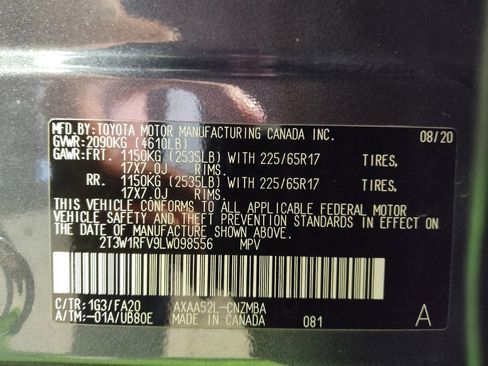 MFD.BY:TOYOTA MOTOR MANUFACTURING CANADA INC. 08/20
GVWR:2090KG (4610LB)
GAWR:FRT. 1150KG (2535LB) WITH 225/65R17 TIRES,
17X7.0J RIMS.
RR. 1150KG (2535LB) WITH 225/65R17 TIRES,
17X7.0J RIMS.
THIS VEHICLE CONFORMS TO ALL APPLICABLE FEDERAL MOTOR
VEHICLE SAFETY AND THEFT PREVENTION STANDARDS IN EFFECT
ON THE DATE OF MANUFACTURE SHOWN ABOVE.
2T3W1RFV9LW098556 MPV
C/TR:1G3/FA20 AXAA52L-CNZMBA
A/TM:-01A/UB80E MADE IN CANADA 081 A